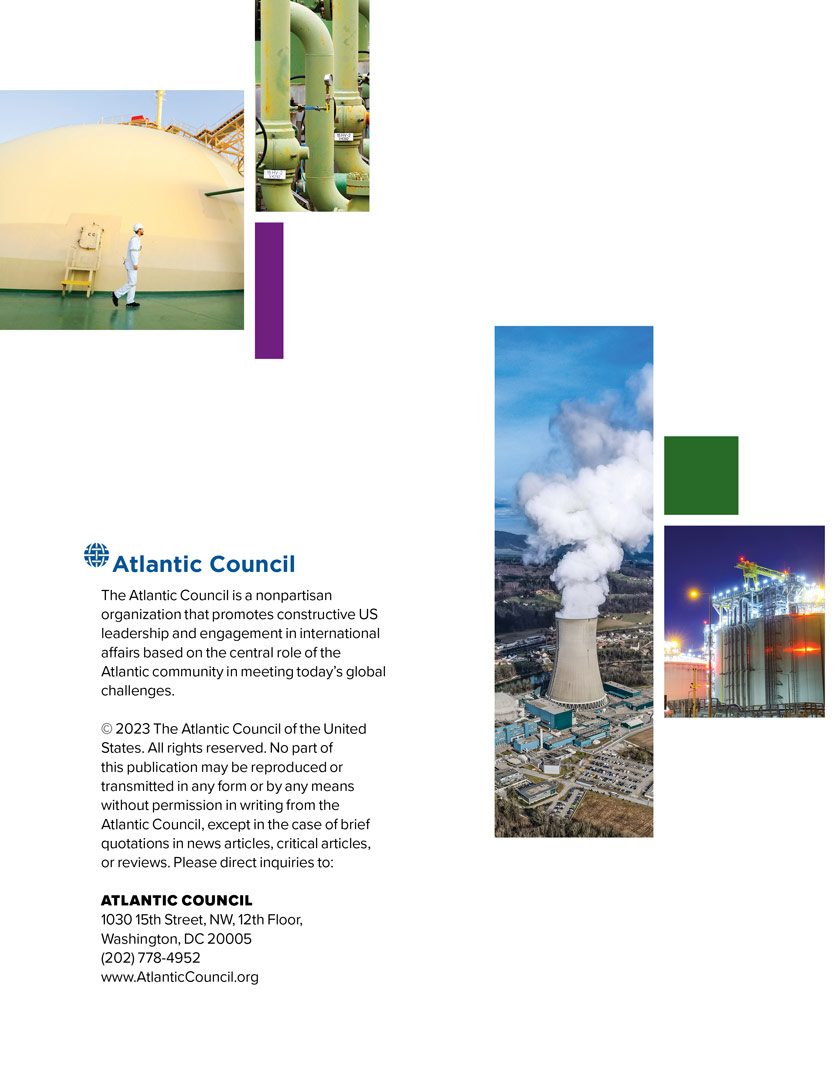 Atlantic Council
The Atlantic Council is a nonpartisan
organization that promotes constructive US
leadership and engagement in international
affairs based on the central role of the
Atlantic community in meeting today’s global
challenges.
© 2023 The Atlantic Council of the United
States. All rights reserved. No part of
this publication may be reproduced or
transmitted in any form or by any means
without permission in writing from the
Atlantic Council, except in the case of brief
quotations in news articles, critical articles,
or reviews. Please direct inquiries to:
ATLANTIC COUNCIL
1030 15th Street, NW, 12th Floor,
Washington, DC 20005
(202) 778-4952
www.AtlanticCouncil.org